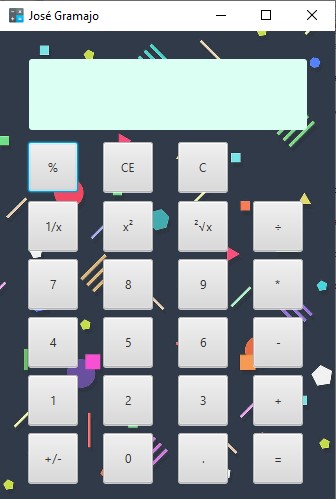 José Gramajo
% CE C
1/x x² ²√x ÷
7 8 9 *
4 5 6 -
1 2 3 +
+/- 0 . =